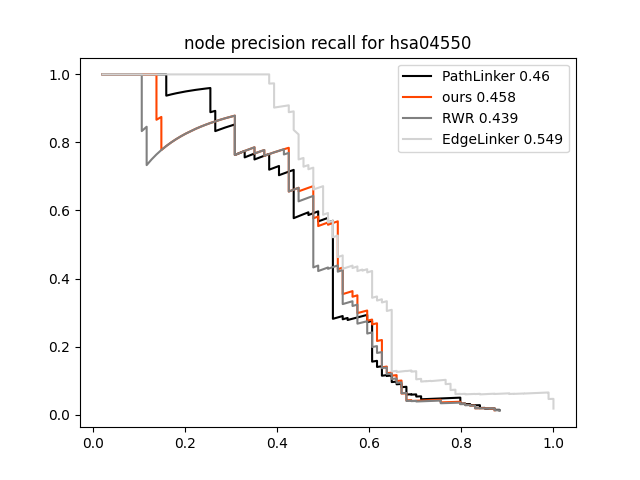 node precision recall for hsa04550
PathLinker 0.46
ours 0.458
RWR 0.439
EdgeLinker 0.549
1.0
0.8
0.6
0.4
0.2
0.0
0.0 0.2 0.4 0.6 0.8 1.0